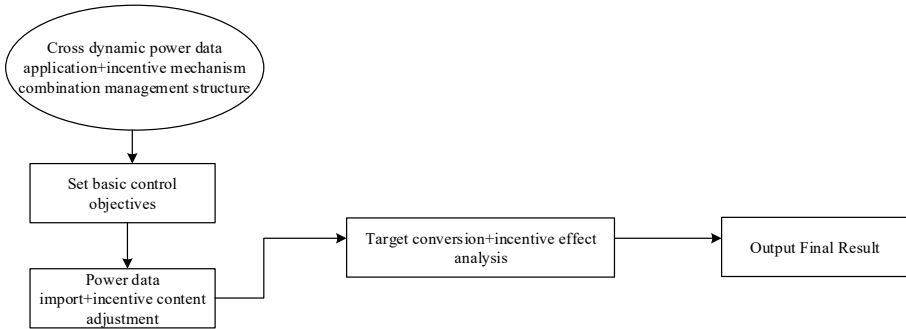 Cross dynamic power data
application+incentive mechanism
combination management structure
Set basic control
objectives
Power data
import+incentive content
adjustment
Target conversion+incentive effect
analysis
Output Final Result